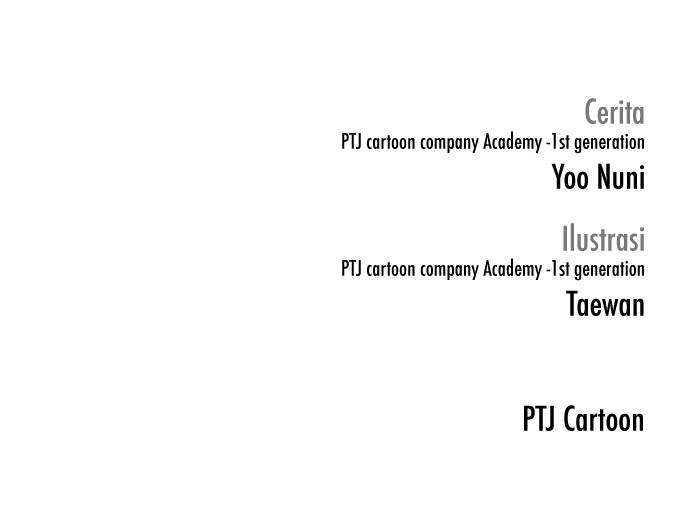 Cerita
PTJ cartoon company Academy -1st generation
Yoo Nuni
Ilustrasi
PTJ cartoon company Academy -1st generation
Taewan
PTJ Cartoon